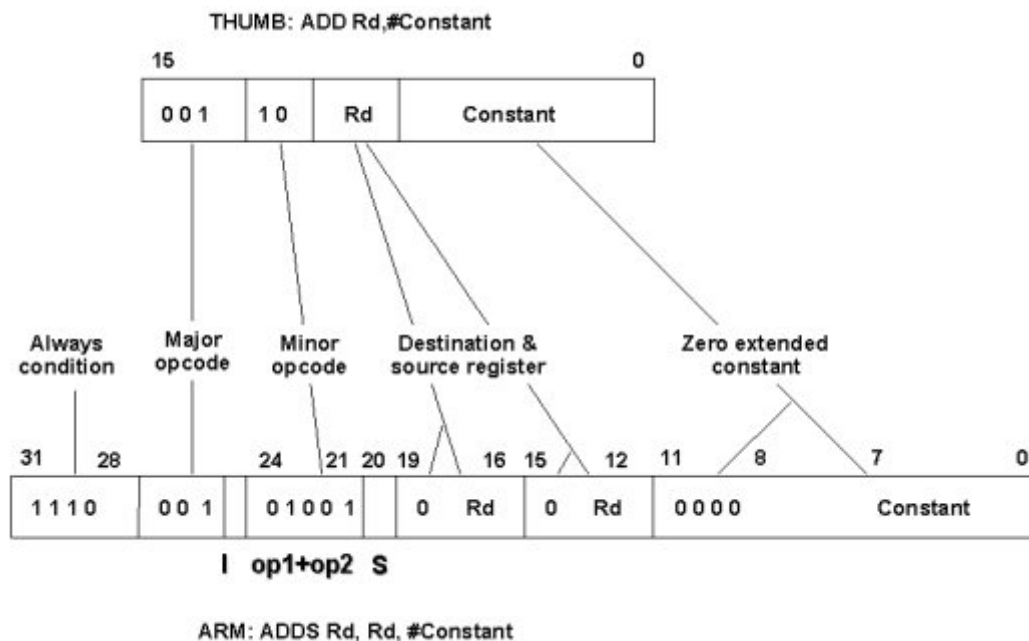 THUMB: ADD Rd,#Constant
15 0
0 0 1 1 0 Rd Constant
Always condition
Major opcode
Minor opcode
Destination & source register
Zero extended constant
31 28 24 21 20 19 16 15 12 11 8 7 0
1 1 1 0 0 0 1 0 1 0 0 1 0 Rd 0 Rd 0 0 0 0 Constant
I op1+op2 S
ARM: ADDS Rd, Rd, #Constant